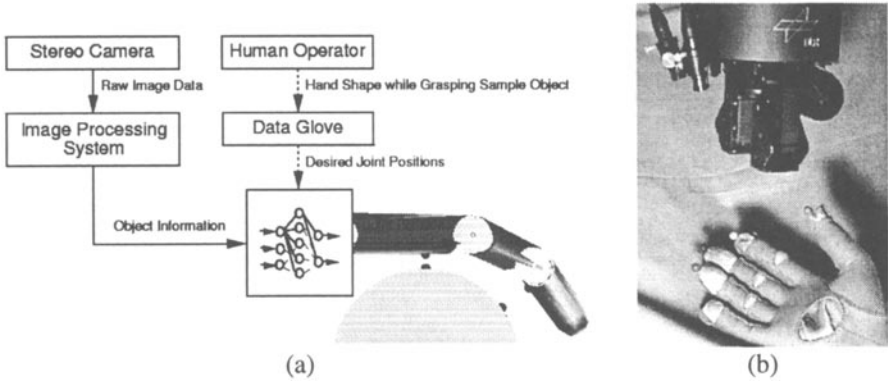 Stereo Camera
Human Operator
Raw Image Data
Hand Shape while Grasping Sample Object
Image Processing
System
Data Glove
Desired Joint Positions
Object Information
(a)
(b)